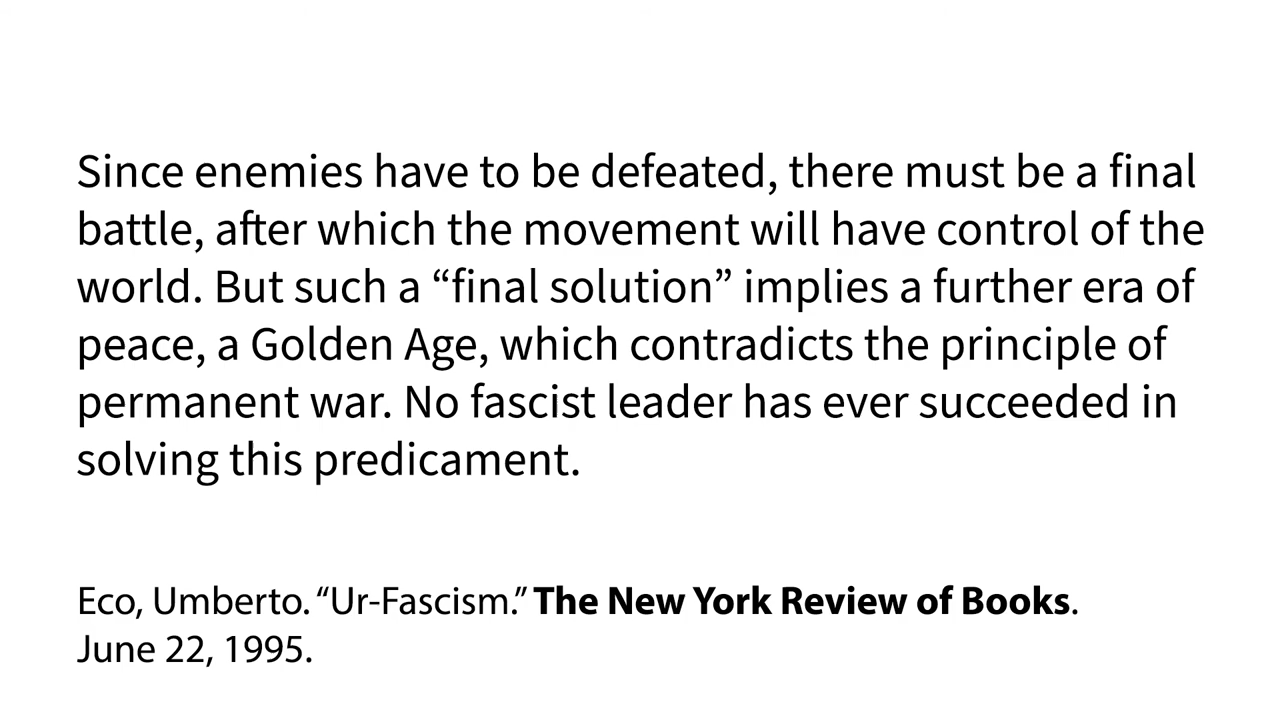 Since enemies have to be defeated, there must be a final
battle, after which the movement will have control of the
world. But such a “final solution” implies a further era of
peace, a Golden Age, which contradicts the principle of
permanent war. No fascist leader has ever succeeded in
solving this predicament.
Eco, Umberto. “Ur-Fascism.” The New York Review of Books.
June 22, 1995.